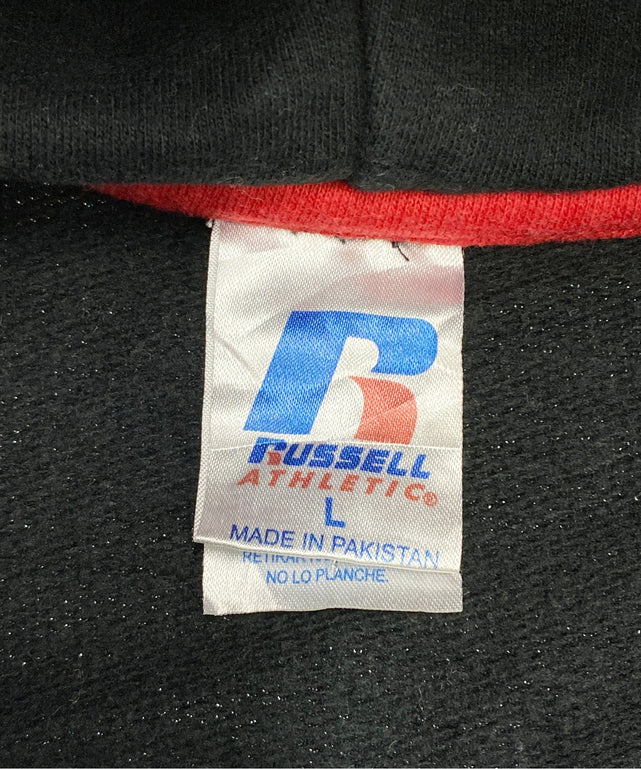 RUSSELL
ATHLETIC®
L
MADE IN PAKISTAN
NO LO PLANCHE.